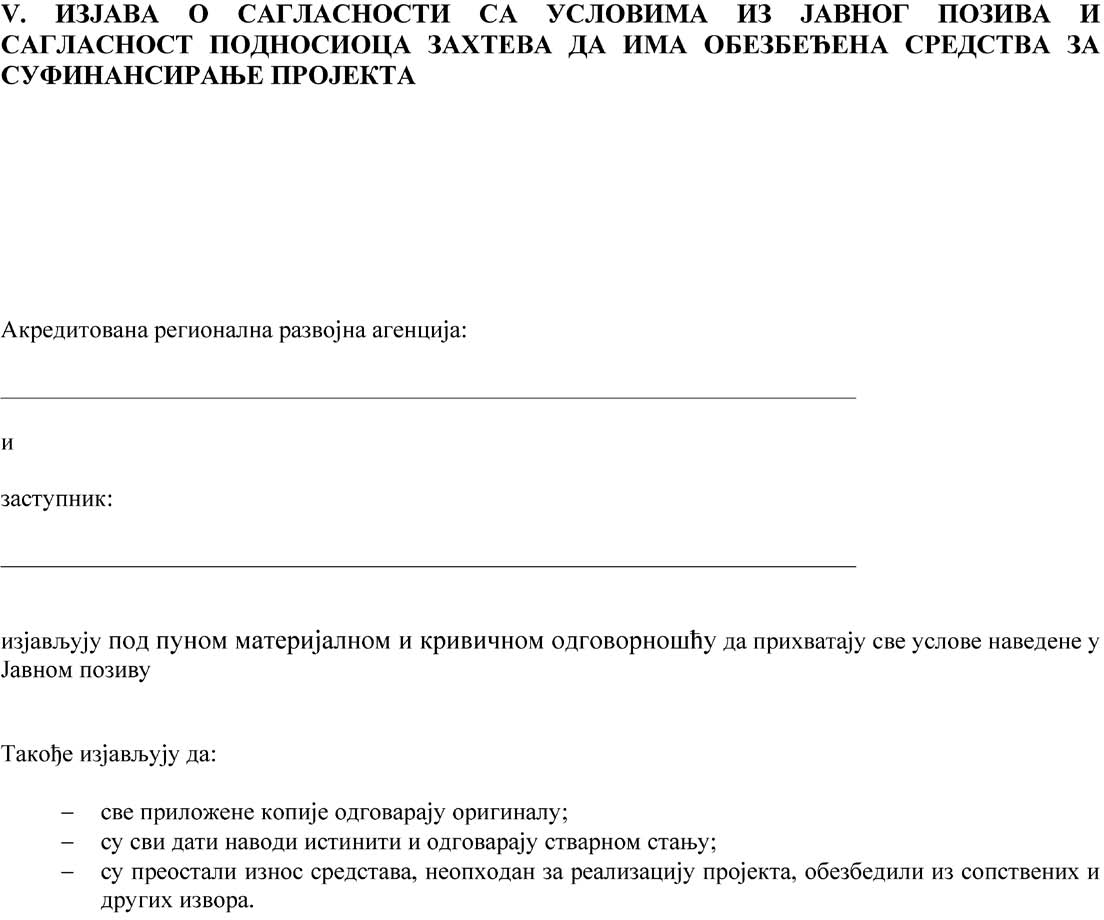 V. ИЗЈАВА О САГЛАСНОСТИ СА УСЛОВИМА ИЗ ЈАВНОГ ПОЗИВА И
САГЛАСНОСТ ПОДНОСИОЦА ЗАХТЕВА ДА ИМА ОБЕЗБЕЂЕНА СРЕДСТВА ЗА
СУФИНАНСИРАЊЕ ПРОЈЕКТА
Акредитована регионална развојна агенција:
и
заступник:
изјављују под пуном материјалном и кривичном одговорношћу да прихватају све услове наведене у
Јавном позиву
Такође изјављују да:
– све приложене копије одговарају оригиналу;
– су сви дати наводи истинити и одговарају стварном стању;
– су преостали износ средстава, неопходан за реализацију пројекта, обезбедили из сопствених и
других извора.